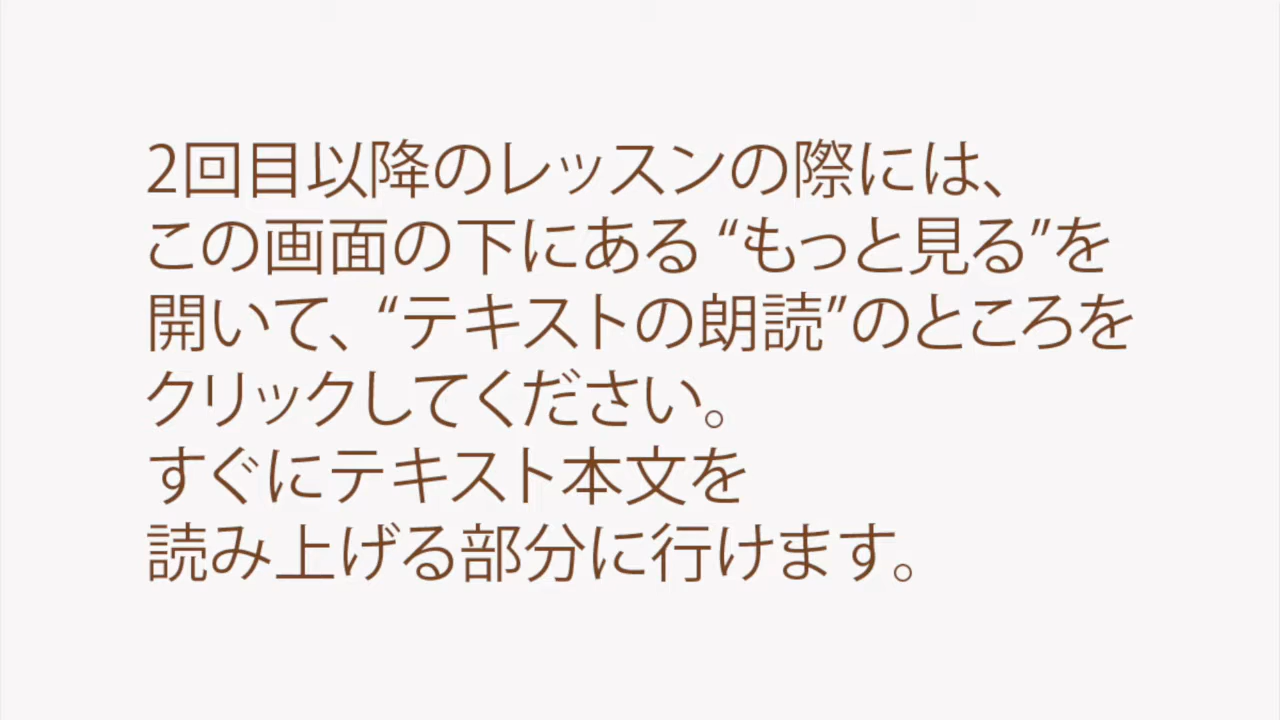 2回目以降のレッスンの際には、
この画面の下にある “もっと見る”を
開いて、“テキストの朗読”のところを
クリックしてください。
すぐにテキスト本文を
読み上げる部分に行けます。